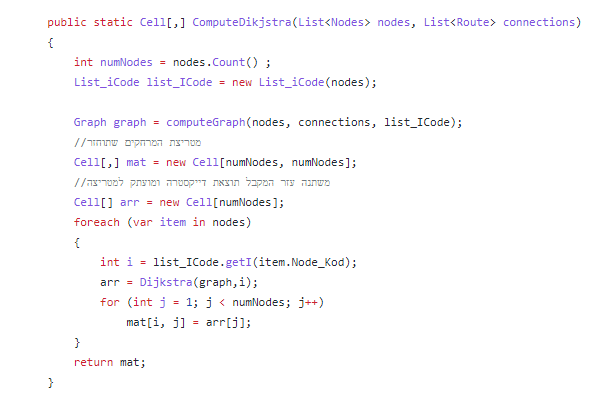 public static Cell[,] ComputeDikjstra(List<Nodes> nodes, List<Route> connections)
{
int numNodes = nodes.Count() ;
List_iCode list_ICode = new List_iCode(nodes);
Graph graph = computeGraph(nodes, connections, list_ICode);
//מטריצת המרחקים שתוחזר
Cell[,] mat = new Cell[numNodes, numNodes];
//משתנה עזר המקבל תוצאת דייקסטרה ומועתק למטריצה
Cell[] arr = new Cell[numNodes];
foreach (var item in nodes)
{
int i = list_ICode.getI(item.Node_Kod);
arr = Dijkstra(graph,i);
for (int j = 1; j < numNodes; j++)
mat[i, j] = arr[j];
}
return mat;
}